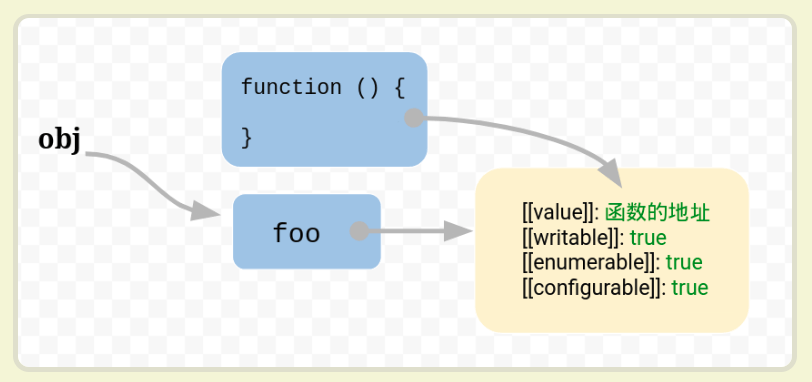 function () {
}
obj
foo
[[value]]: 函数的地址
[[writable]]: true
[[enumerable]]: true
[[configurable]]: true